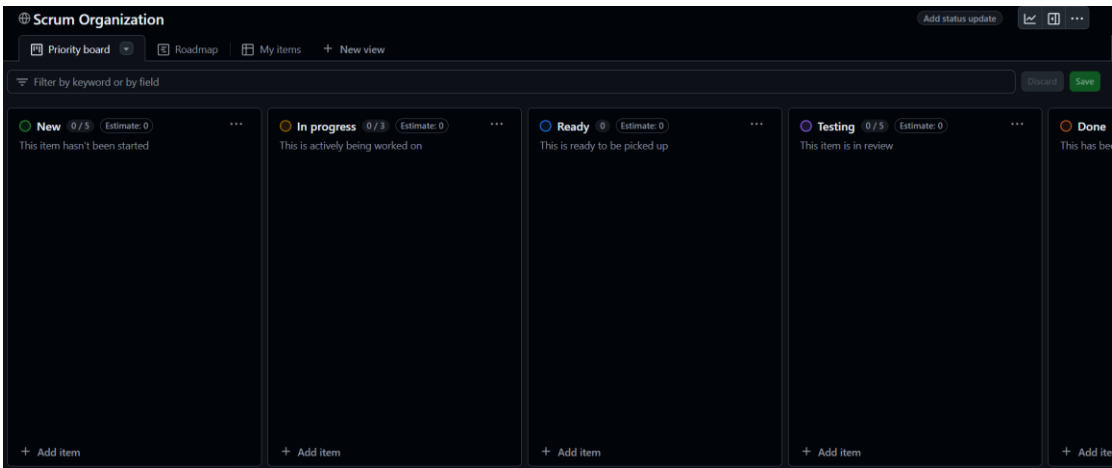 Scrum Organization
Add status update
Priority board
Roadmap
My items
+ New view
Filter by keyword or by field
Discard
Save
New 0 / 5 Estimate: 0
This item hasn't been started
+ Add item
In progress 0 / 3 Estimate: 0
This is actively being worked on
+ Add item
Ready 0 Estimate: 0
This is ready to be picked up
+ Add item
Testing 0 / 5 Estimate: 0
This item is in review
+ Add item
Done
This has
+ Add